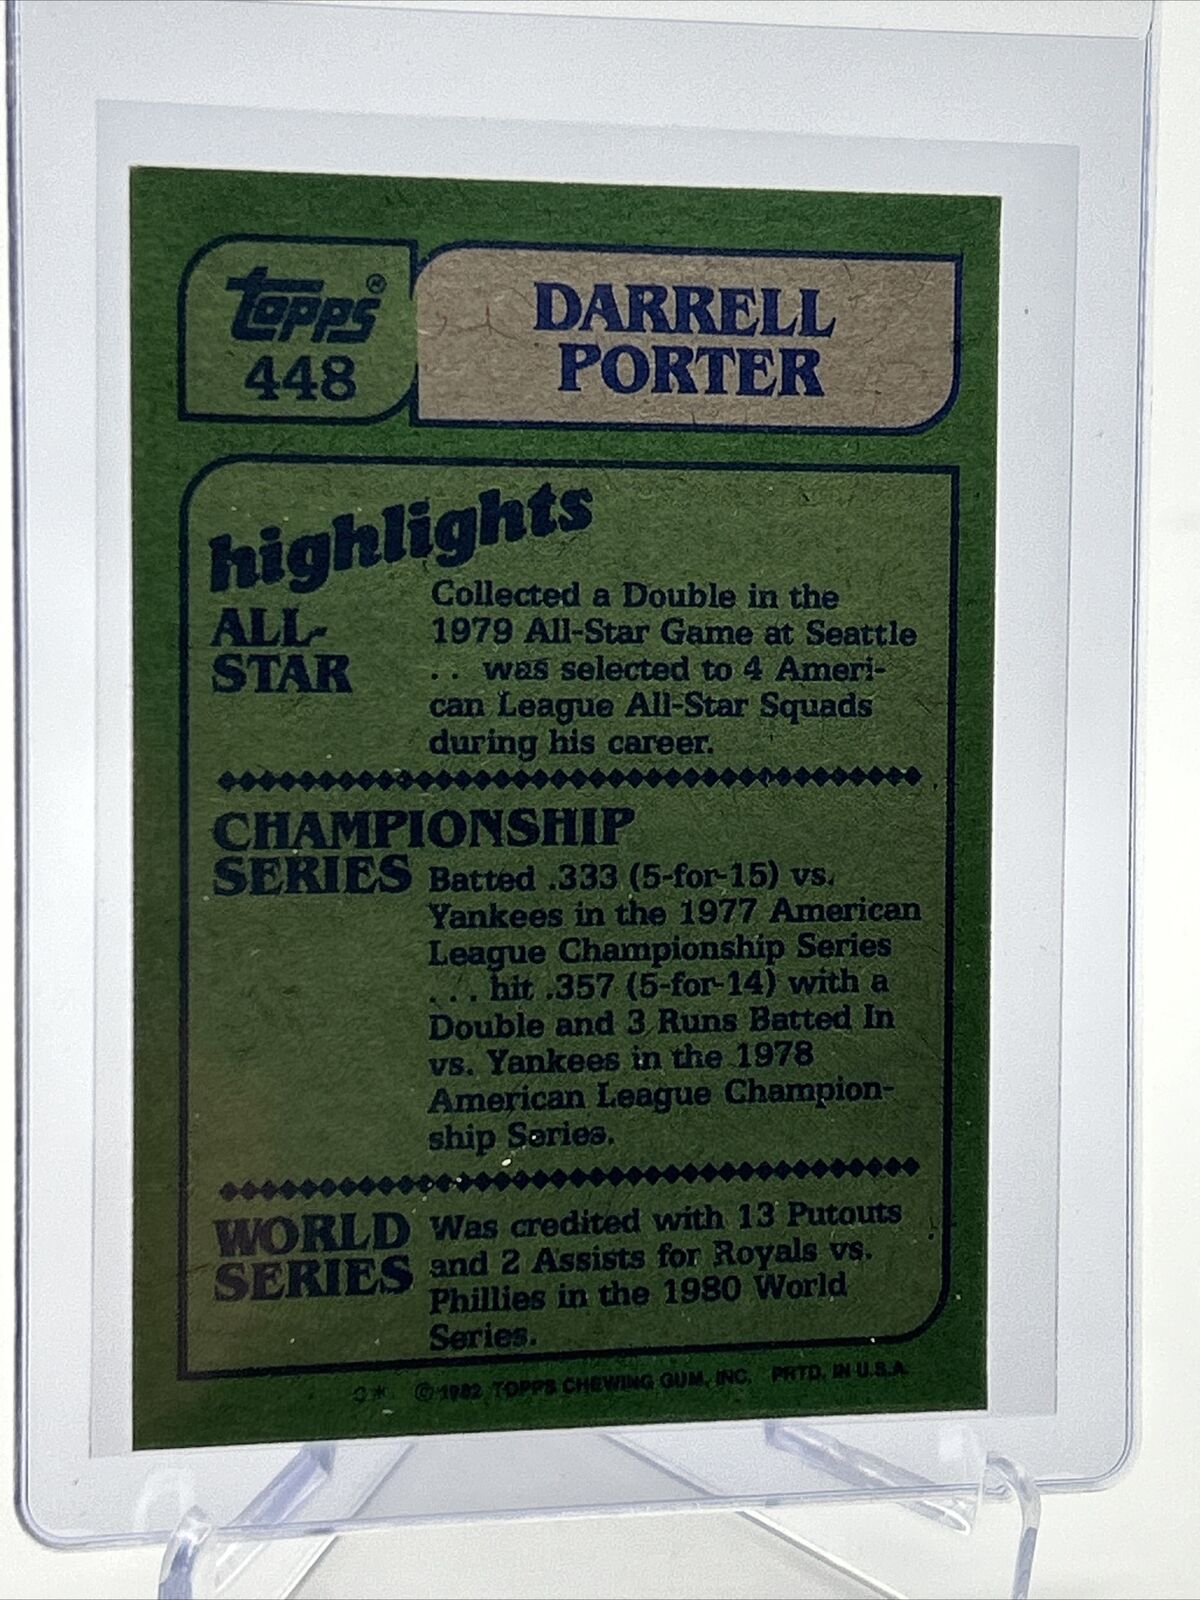 topps®
448
DARRELL
PORTER
highlights
ALL-
STAR
Collected a Double in the
1979 All-Star Game at Seattle
. . was selected to 4 Ameri-
can League All-Star Squads
during his career.
CHAMPIONSHIP
SERIES
Batted .333 (5-for-15) vs.
Yankees in the 1977 American
League Championship Series
. . . hit .357 (5-for-14) with a
Double and 3 Runs Batted In
vs. Yankees in the 1978
American League Champion-
ship Series.
WORLD
SERIES
Was credited with 13 Putouts
and 2 Assists for Royals vs.
Phillies in the 1980 World
Series.
© 1982 TOPPS CHEWING GUM, INC. PRTD. IN U.S.A.